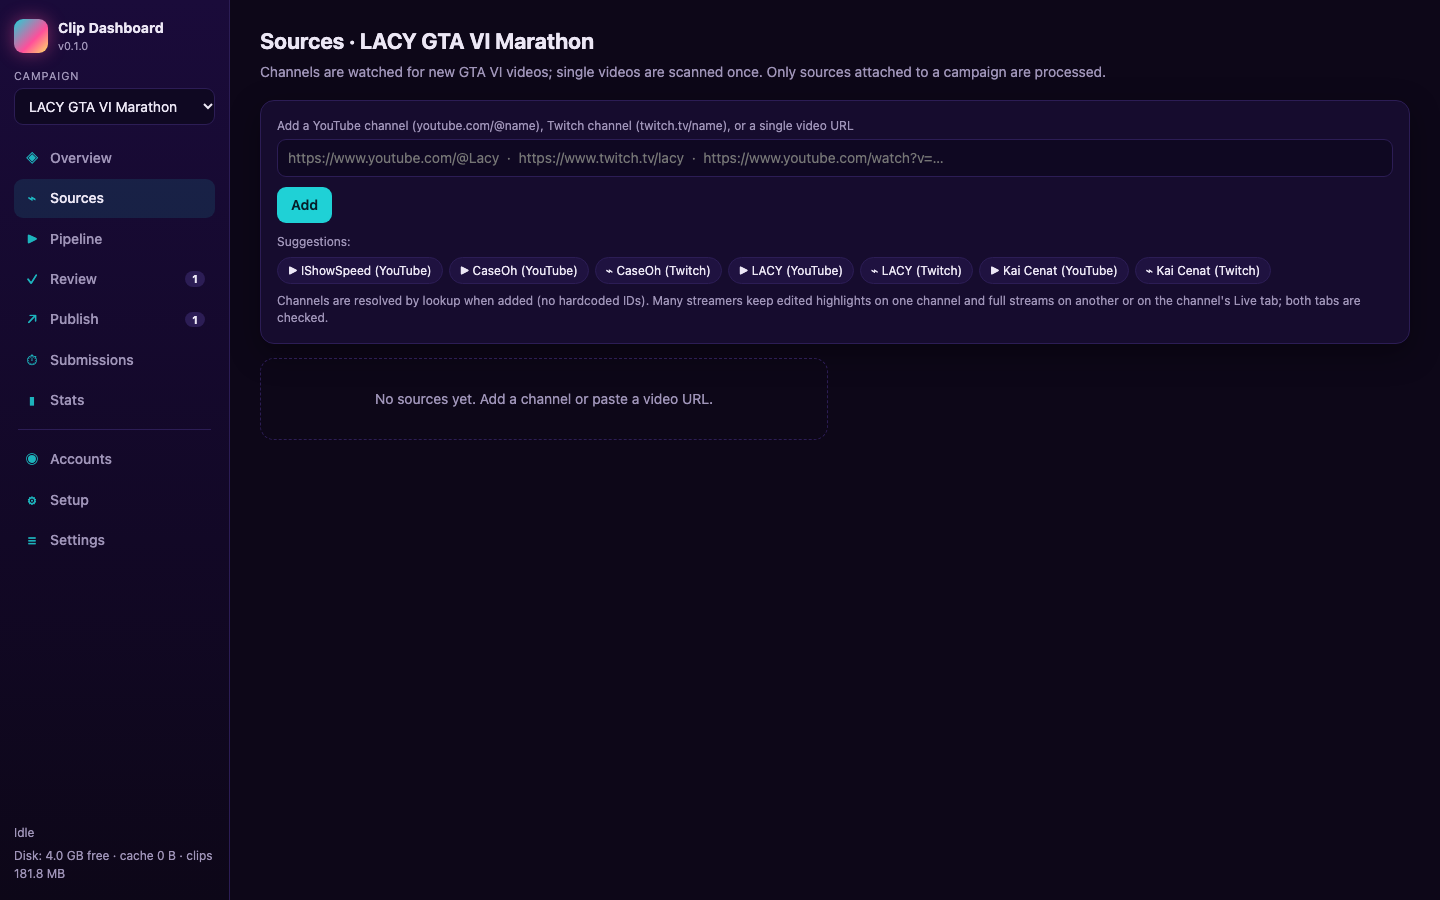 Clip Dashboard
v0.1.0
CAMPAIGN
LACY GTA VI Marathon
Overview
Sources
Pipeline
Review 1
Publish 1
Submissions
Stats
Accounts
Setup
Settings
Idle
Disk: 4.0 GB free · cache 0 B · clips
181.8 MB
Sources · LACY GTA VI Marathon
Channels are watched for new GTA VI videos; single videos are scanned once. Only sources attached to a campaign are processed.
Add a YouTube channel (youtube.com/@name), Twitch channel (twitch.tv/name), or a single video URL
https://www.youtube.com/@Lacy · https://www.twitch.tv/lacy · https://www.youtube.com/watch?v=...
Add
Suggestions:
IShowSpeed (YouTube) CaseOh (YouTube) CaseOh (Twitch) LACY (YouTube) LACY (Twitch) Kai Cenat (YouTube) Kai Cenat (Twitch)
Channels are resolved by lookup when added (no hardcoded IDs). Many streamers keep edited highlights on one channel and full streams on another or on the channel's Live tab; both tabs are
checked.
No sources yet. Add a channel or paste a video URL.